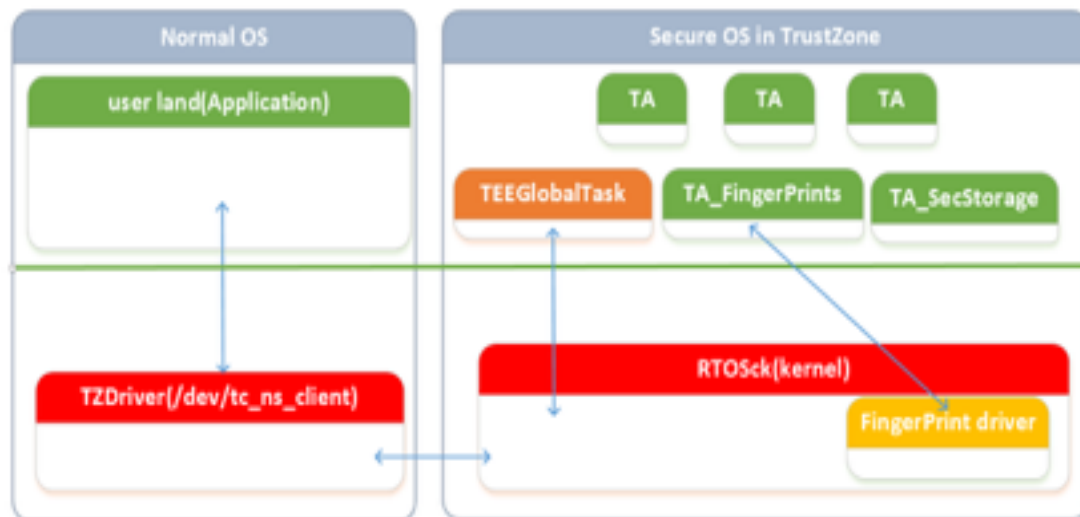 Normal OS
Secure OS in TrustZone
user land(Application)
TA
TA
TA
TEEGlobalTask
TA_FingerPrints
TA_SecStorage
TZDriver(/dev/tc_ns_client)
RTOSck(kernel)
FingerPrint driver